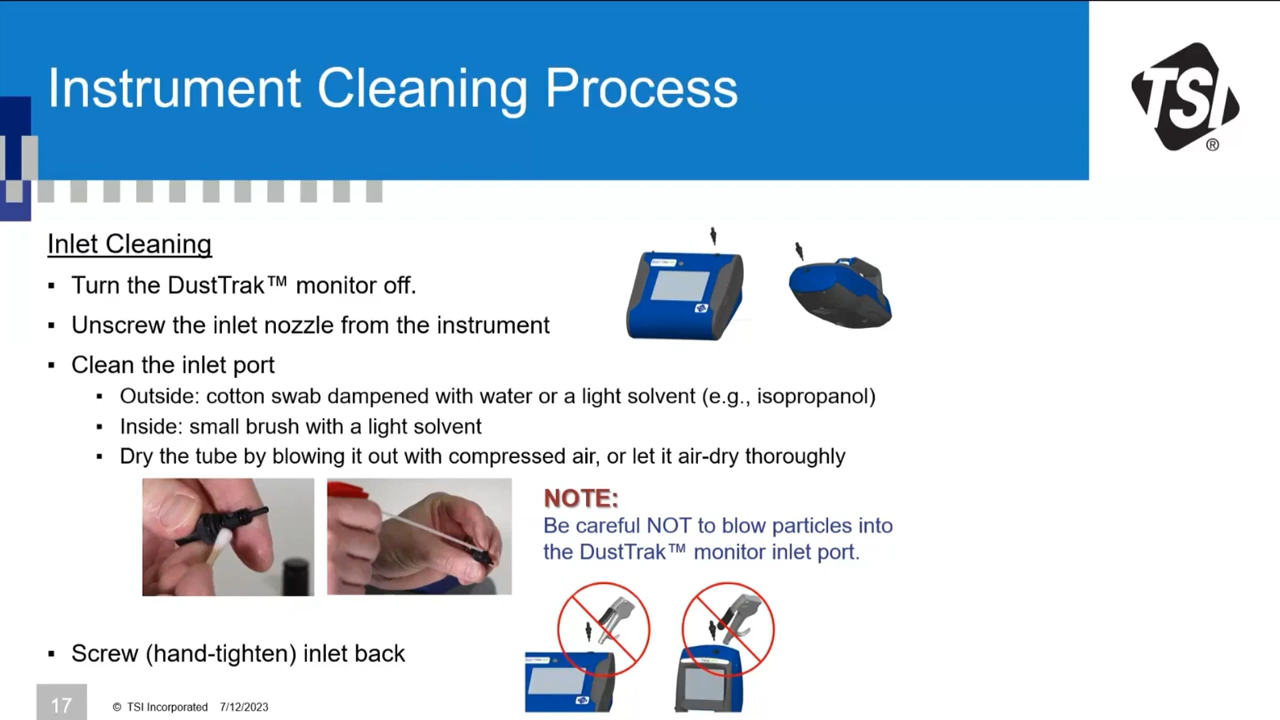 Instrument Cleaning Process
TSI
®
Inlet Cleaning
▪ Turn the DustTrak™ monitor off.
▪ Unscrew the inlet nozzle from the instrument
▪ Clean the inlet port
▪ Outside: cotton swab dampened with water or a light solvent (e.g., isopropanol)
▪ Inside: small brush with a light solvent
▪ Dry the tube by blowing it out with compressed air, or let it air-dry thoroughly
NOTE:
Be careful NOT to blow particles into
the DustTrak™ monitor inlet port.
▪ Screw (hand-tighten) inlet back
17
© TSI Incorporated 7/12/2023